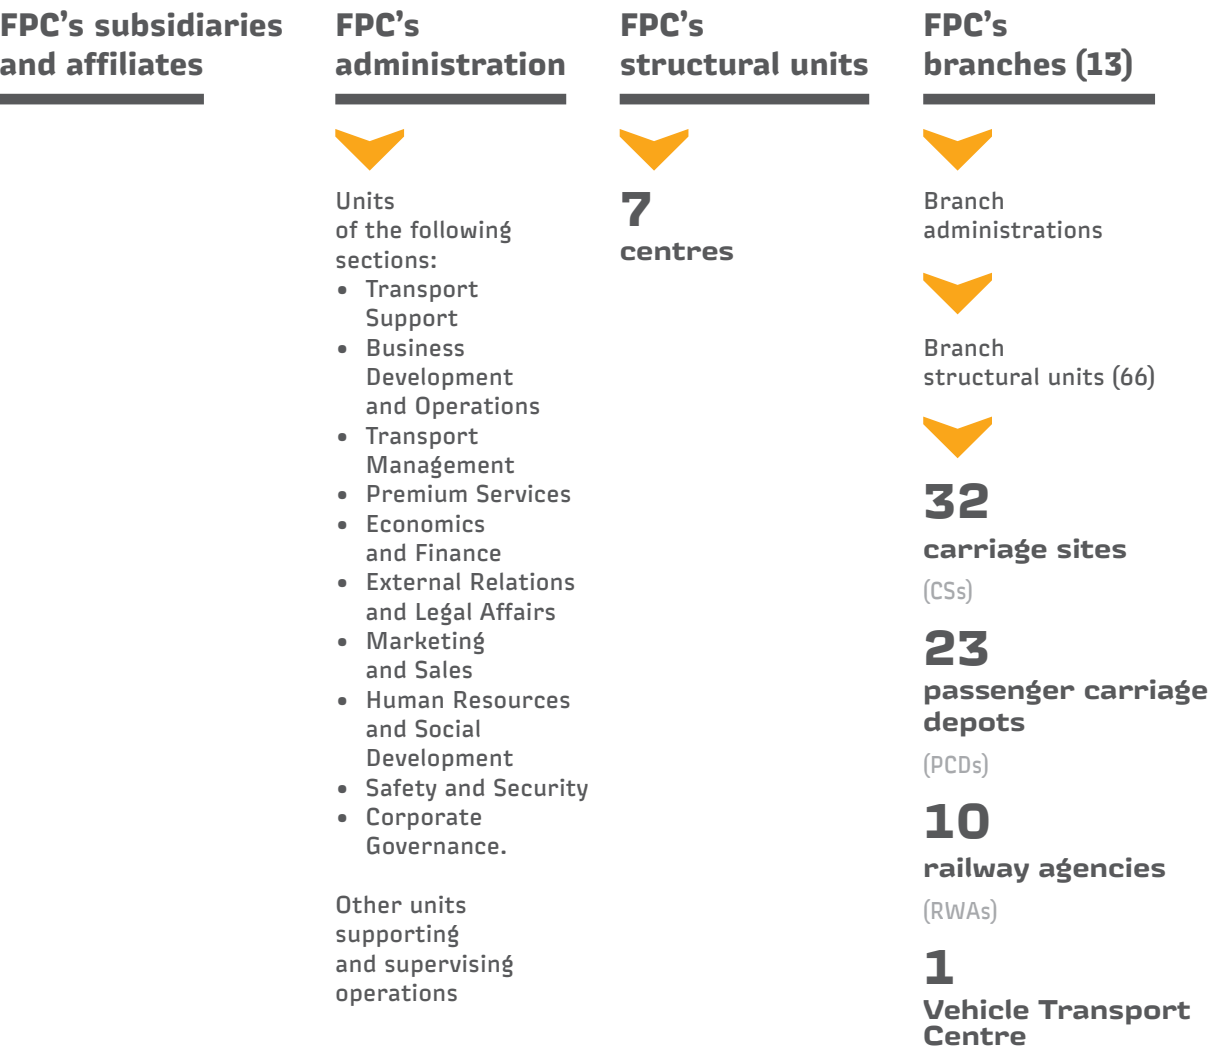 FPC’s subsidiaries
and affiliates
FPC’s
administration
Units
of the following
sections:
• Transport
Support
• Business
Development
and Operations
• Transport
Management
• Premium Services
• Economics
and Finance
• External Relations
and Legal Affairs
• Marketing
and Sales
• Human Resources
and Social
Development
• Safety and Security
• Corporate
Governance.
Other units
supporting
and supervising
operations
FPC’s
structural units
7
centres
FPC’s
branches (13)
Branch
administrations
Branch
structural units (66)
32
carriage sites
(CSs)
23
passenger carriage
depots
(PCDs)
10
railway agencies
(RWAs)
1
Vehicle Transport
Centre